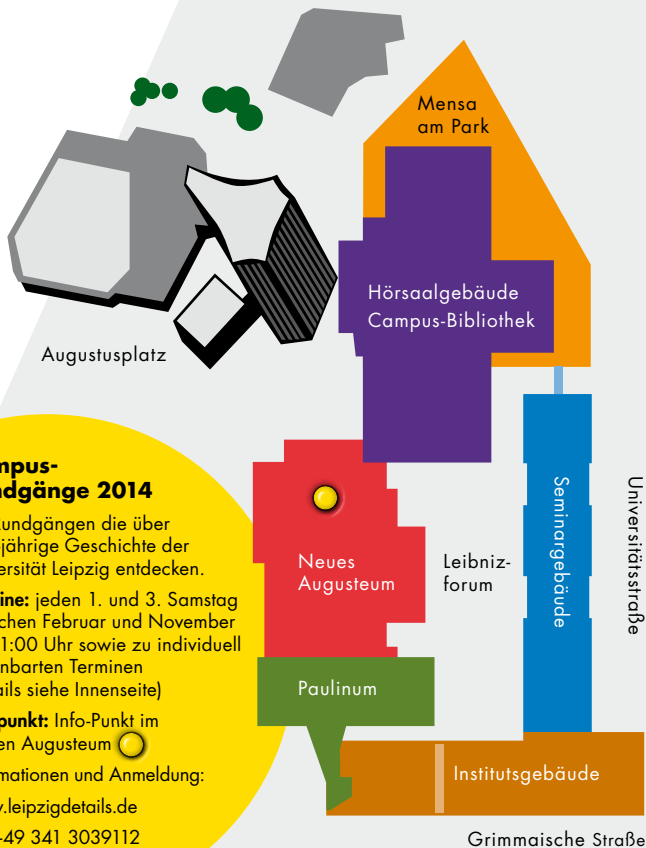 Mensa
am Park
Hörsaalgebäude
Campus-Bibliothek
Augustusplatz
Neues
Augusteum
Leibniz-
forum
Seminargebäude
Universitätsstraße
Paulinum
Institutsgebäude
Grimmaische Straße
mpus-
ndgänge 2014
undgängen die über
jährige Geschichte der
ersität Leipzig entdecken.
ine: jeden 1. und 3. Samstag
chen Februar und November
1:00 Uhr sowie zu individuell
nbarten Terminen
ails siehe Innenseite)
punkt: Info-Punkt im
en Augusteum
mationen und Anmeldung:
.leipzigdetails.de
-49 341 3039112